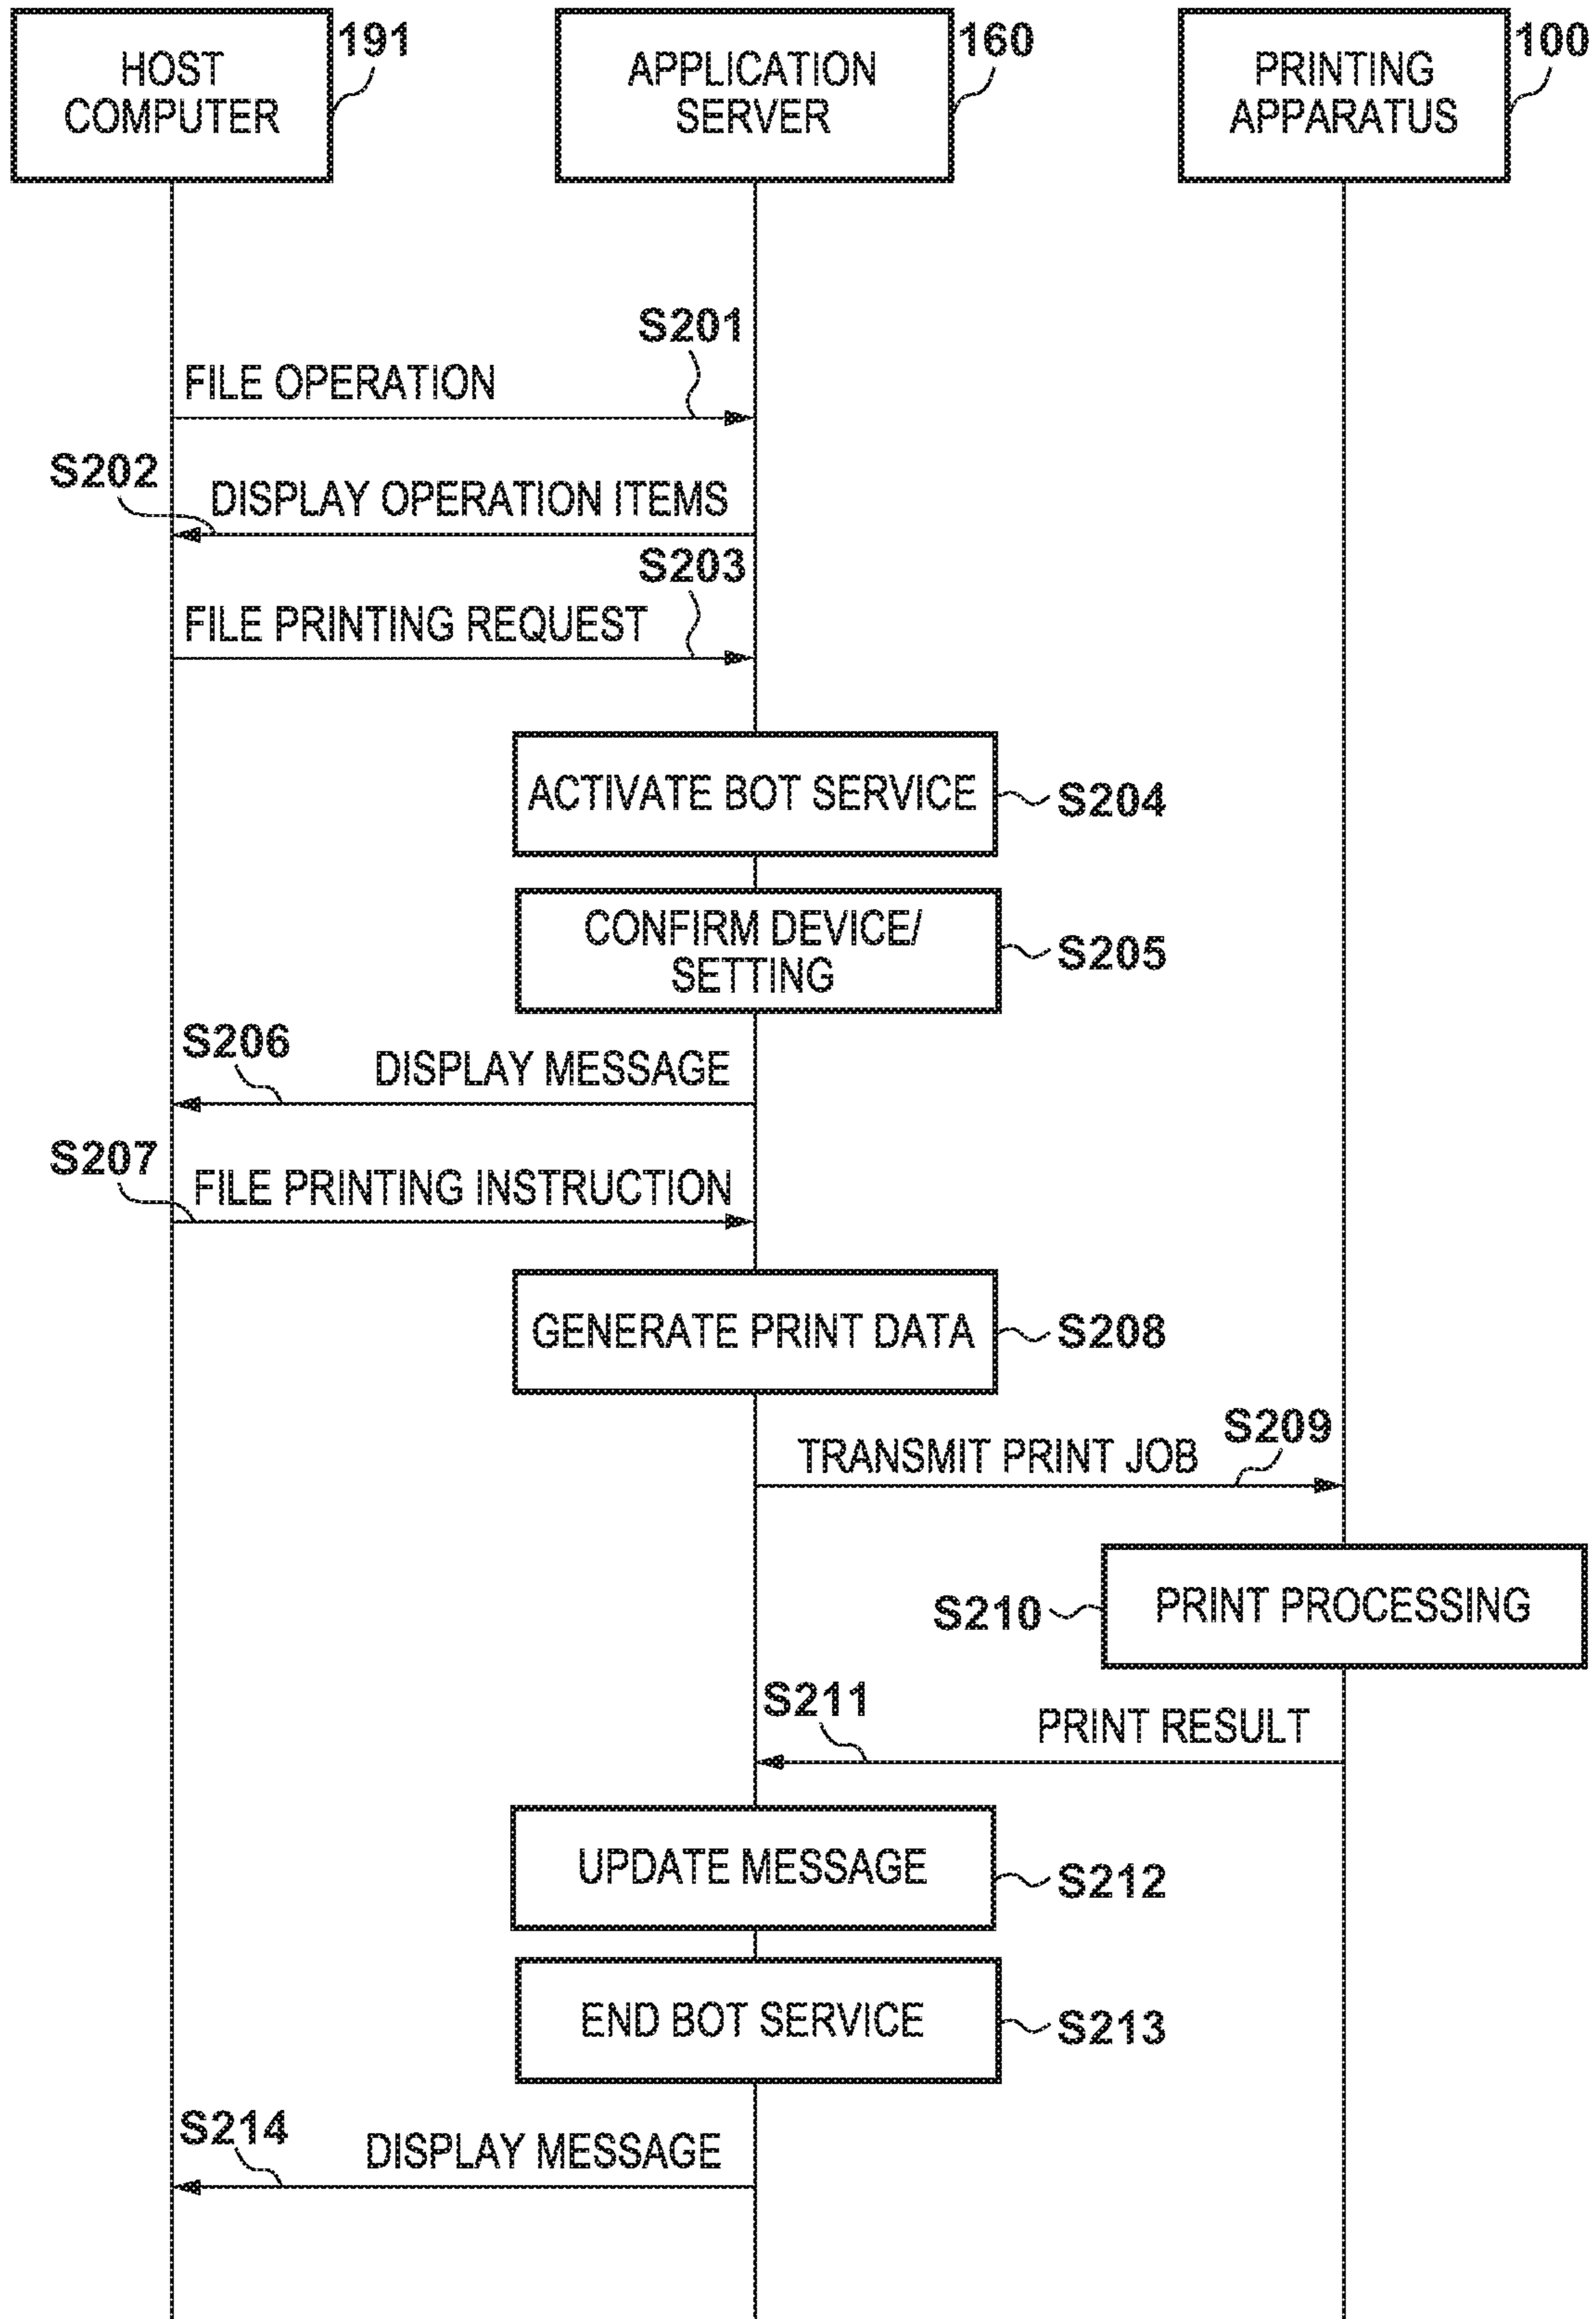 HOST
COMPUTER
191
APPLICATION
SERVER
160
PRINTING
APPARATUS
100
S201
FILE OPERATION
S202
DISPLAY OPERATION ITEMS
S203
FILE PRINTING REQUEST
ACTIVATE BOT SERVICE
S204
CONFIRM DEVICE/
SETTING
S205
S206
DISPLAY MESSAGE
S207
FILE PRINTING INSTRUCTION
GENERATE PRINT DATA
S208
S209
TRANSMIT PRINT JOB
S210
PRINT PROCESSING
S211
PRINT RESULT
UPDATE MESSAGE
S212
END BOT SERVICE
S213
S214
DISPLAY MESSAGE